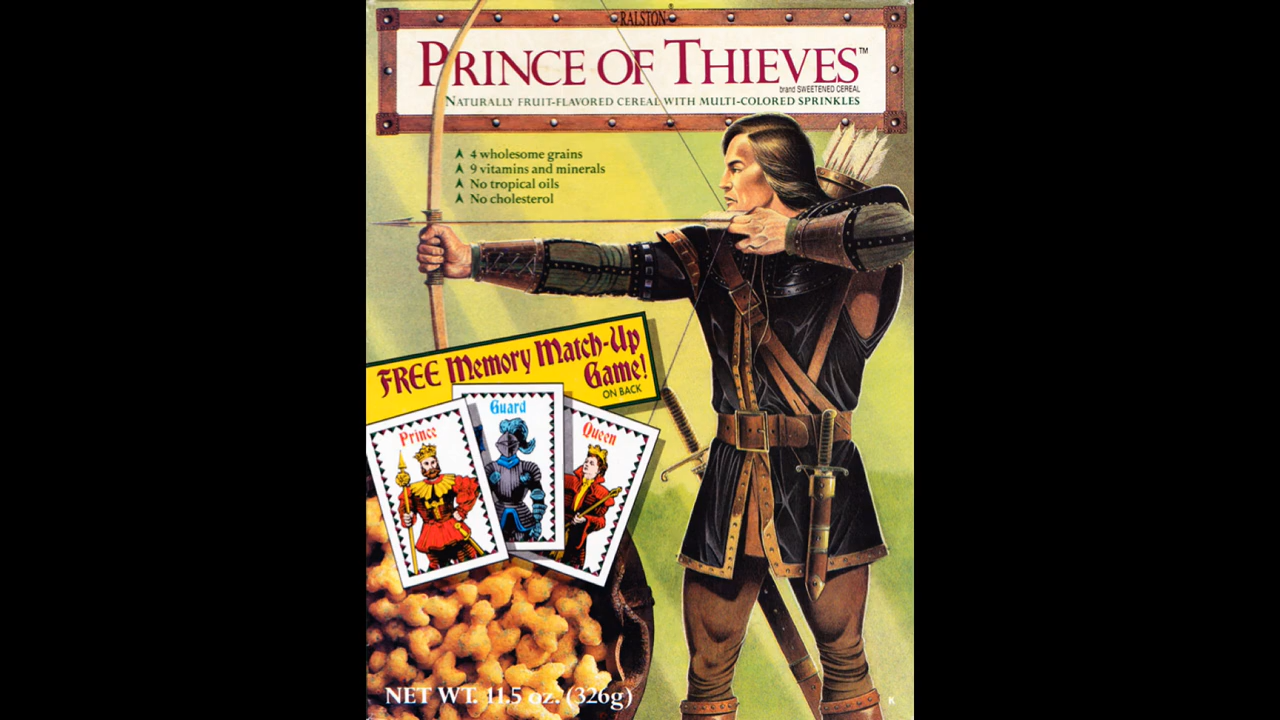 RALSTON®
PRINCE OF THIEVES™
brand SWEETENED CEREAL
NATURALLY FRUIT-FLAVORED CEREAL WITH MULTI-COLORED SPRINKLES
4 wholesome grains
9 vitamins and minerals
No tropical oils
No cholesterol
FREE Memory Match-Up
Game!
ON BACK
Prince
Guard
Queen
NET WT. 11.5 oz. (326g)
K